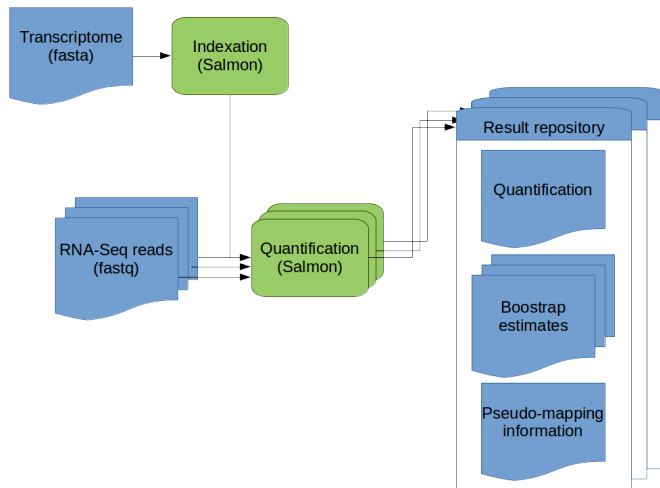 Transcriptome
(fasta)
Indexation
(Salmon)
Result repository
Quantification
RNA-Seq reads
(fastq)
Quantification
(Salmon)
Boostrap
estimates
Pseudo-mapping
information